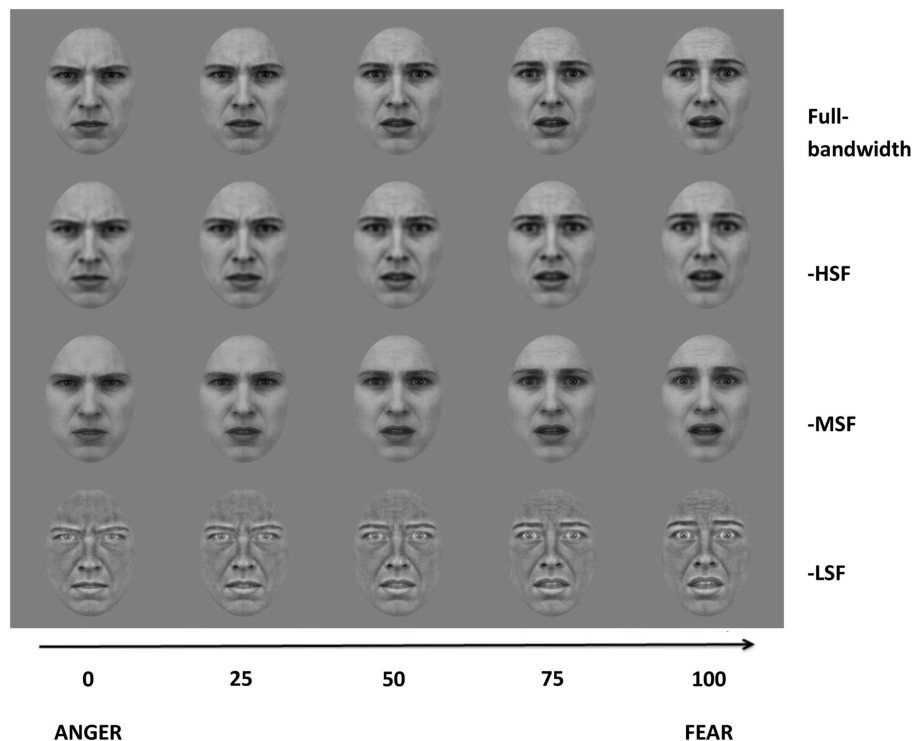 Full-
bandwidth
-HSF
-MSF
-LSF
0 25 50 75 100
ANGER FEAR